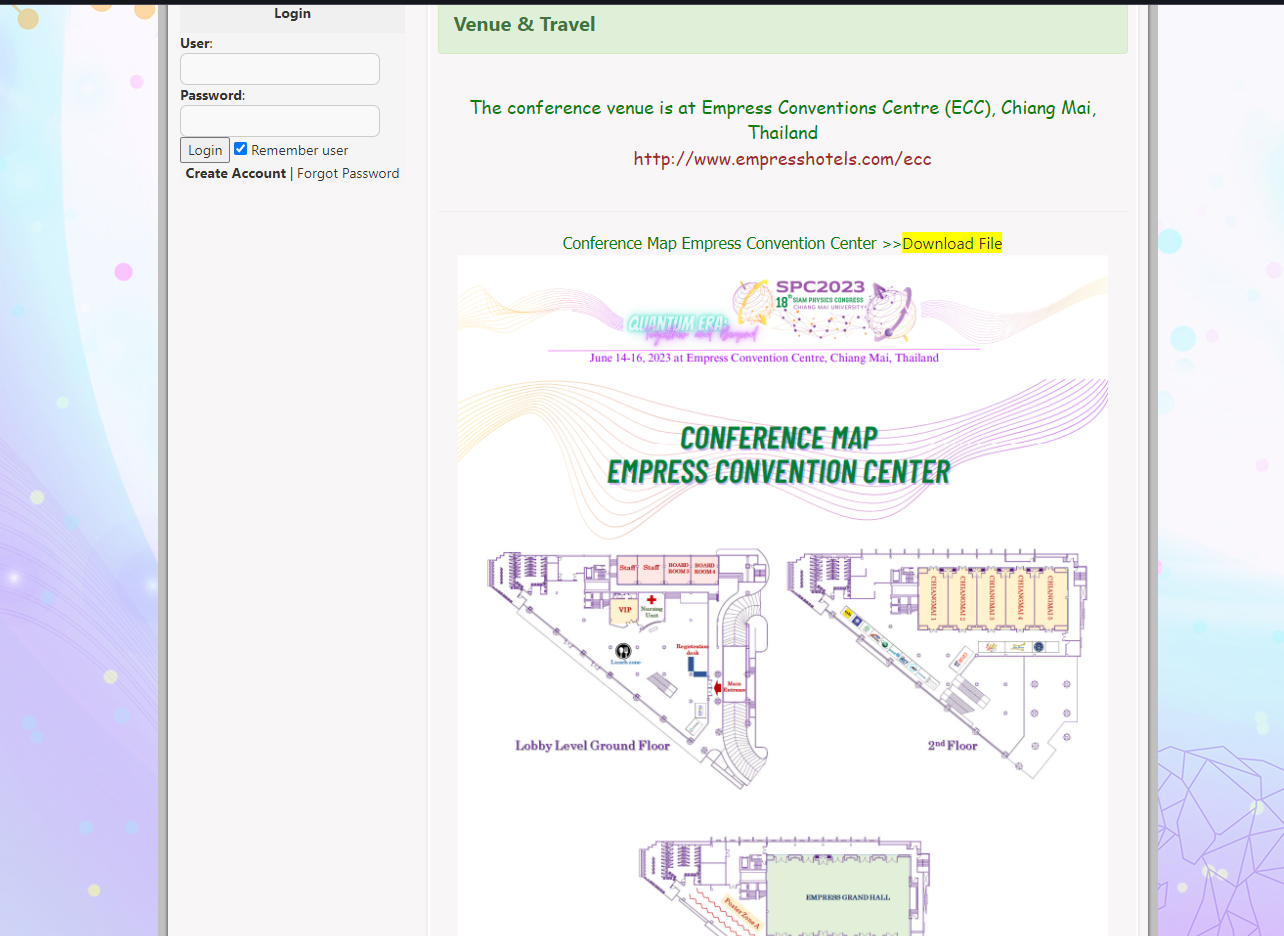 Login
User:
Password:
Login Remember user
Create Account | Forgot Password
Venue & Travel
The conference venue is at Empress Conventions Centre (ECC), Chiang Mai,
Thailand
http://www.empresshotels.com/ecc
Conference Map Empress Convention Center >>Download File
SPC2023
18th SIAM PHYSICS CONGRESS
CHIANG MAI UNIVERSITY
QUANTUM ERA:
Together and Beyond
June 14-16, 2023 at Empress Convention Centre, Chiang Mai, Thailand
CONFERENCE MAP
EMPRESS CONVENTION CENTER
Staff
Staff
BOARD
ROOM 3
BOARD
ROOM 4
VIP
Nursing
Unit
Lunch zone
Registration
desk
Main
Entrance
Lobby Level Ground Floor
CHIANGMAI 1
CHIANGMAI 2
CHIANGMAI 3
CHIANGMAI 4
CHIANGMAI 5
2nd Floor
EMPRESS GRAND HALL
Poster Zone A